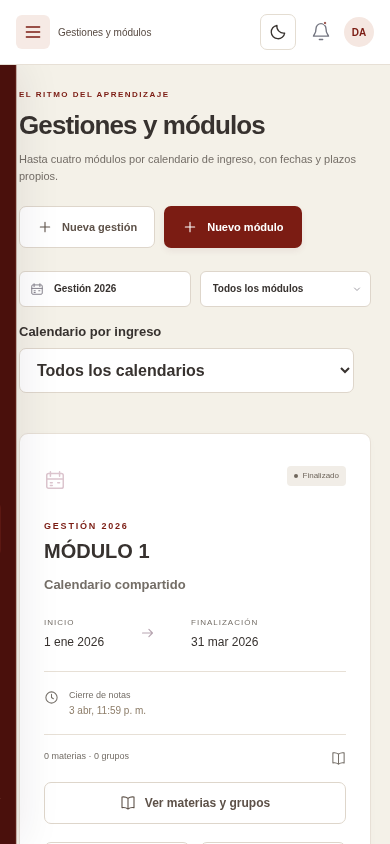 Gestiones y módulos
DA
EL RITMO DEL APRENDIZAJE
Gestiones y módulos
Hasta cuatro módulos por calendario de ingreso, con fechas y plazos
propios.
Nueva gestión
Nuevo módulo
Gestión 2026
Todos los módulos
Calendario por ingreso
Todos los calendarios
Finalizado
GESTIÓN 2026
MÓDULO 1
Calendario compartido
INICIO
FINALIZACIÓN
1 ene 2026
31 mar 2026
Cierre de notas
3 abr, 11:59 p. m.
0 materias · 0 grupos
Ver materias y grupos